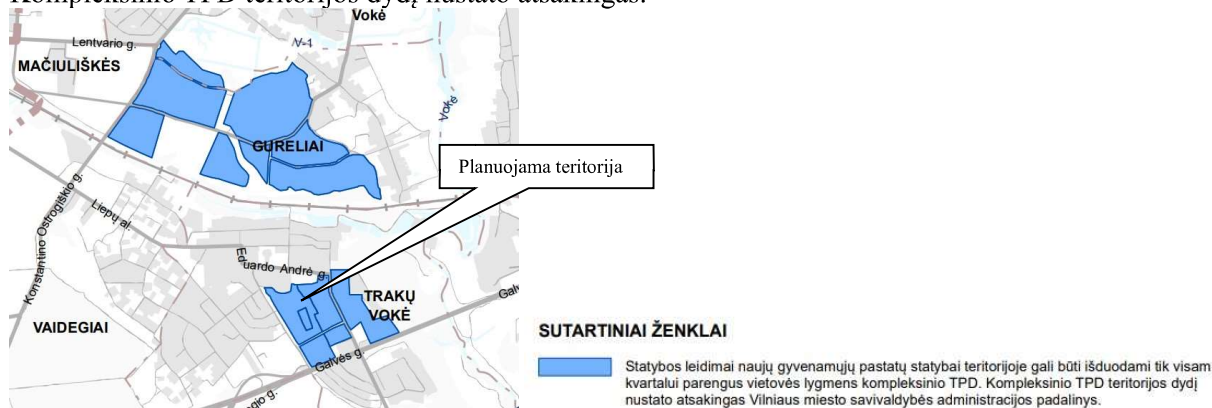 Kompleksinio TPD teritorijos dydį nustato atsakingas.
Vokė
Lentvario g.
IV-1
MAČIULIŠKĖS
Vokė
GURELIAI
Planuojama teritorija
Konstantino Ostrogiškio g.
Liepų al.
Eduardo Andrė g.
TRAKŲ
VOKĖ
VAIDEGIAI
Galvės g.
SUTARTINIAI ŽENKLAI
Statybos leidimai naujų gyvenamųjų pastatų statybai teritorijoje gali būti išduodami tik visam
kvartalui parengus vietovės lygmens kompleksinio TPD. Kompleksinio TPD teritorijos dydį
nustato atsakingas Vilniaus miesto savivaldybės administracijos padalinys.